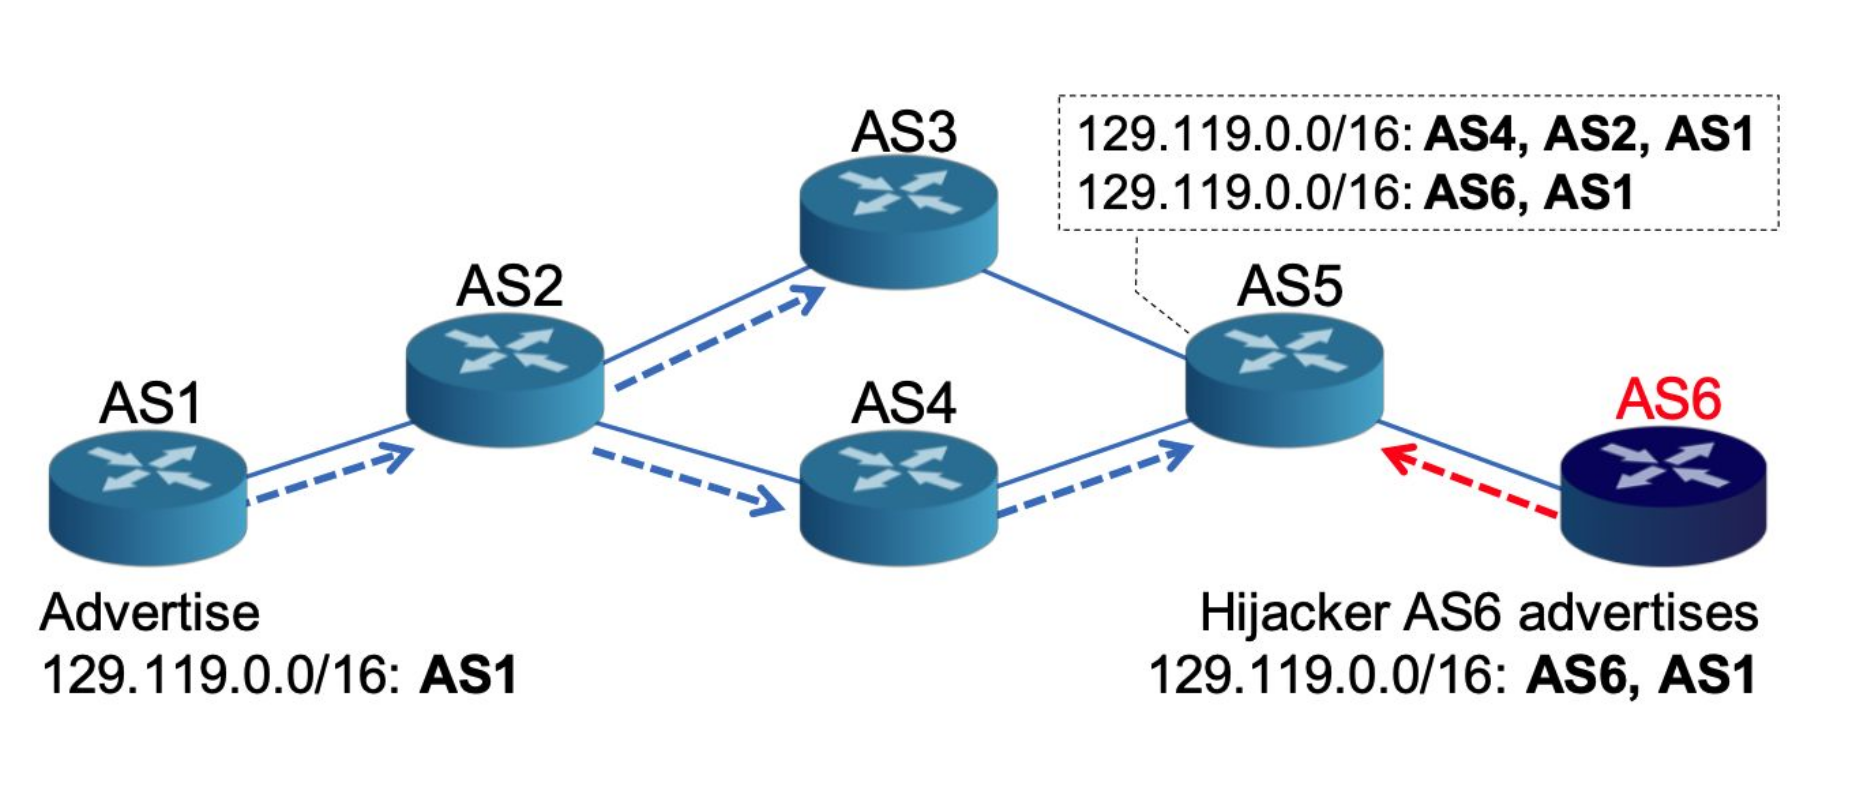 AS3
129.119.0.0/16: AS4, AS2, AS1
129.119.0.0/16: AS6, AS1
AS2
AS5
AS1
AS4
AS6
Advertise
129.119.0.0/16: AS1
Hijacker AS6 advertises
129.119.0.0/16: AS6, AS1